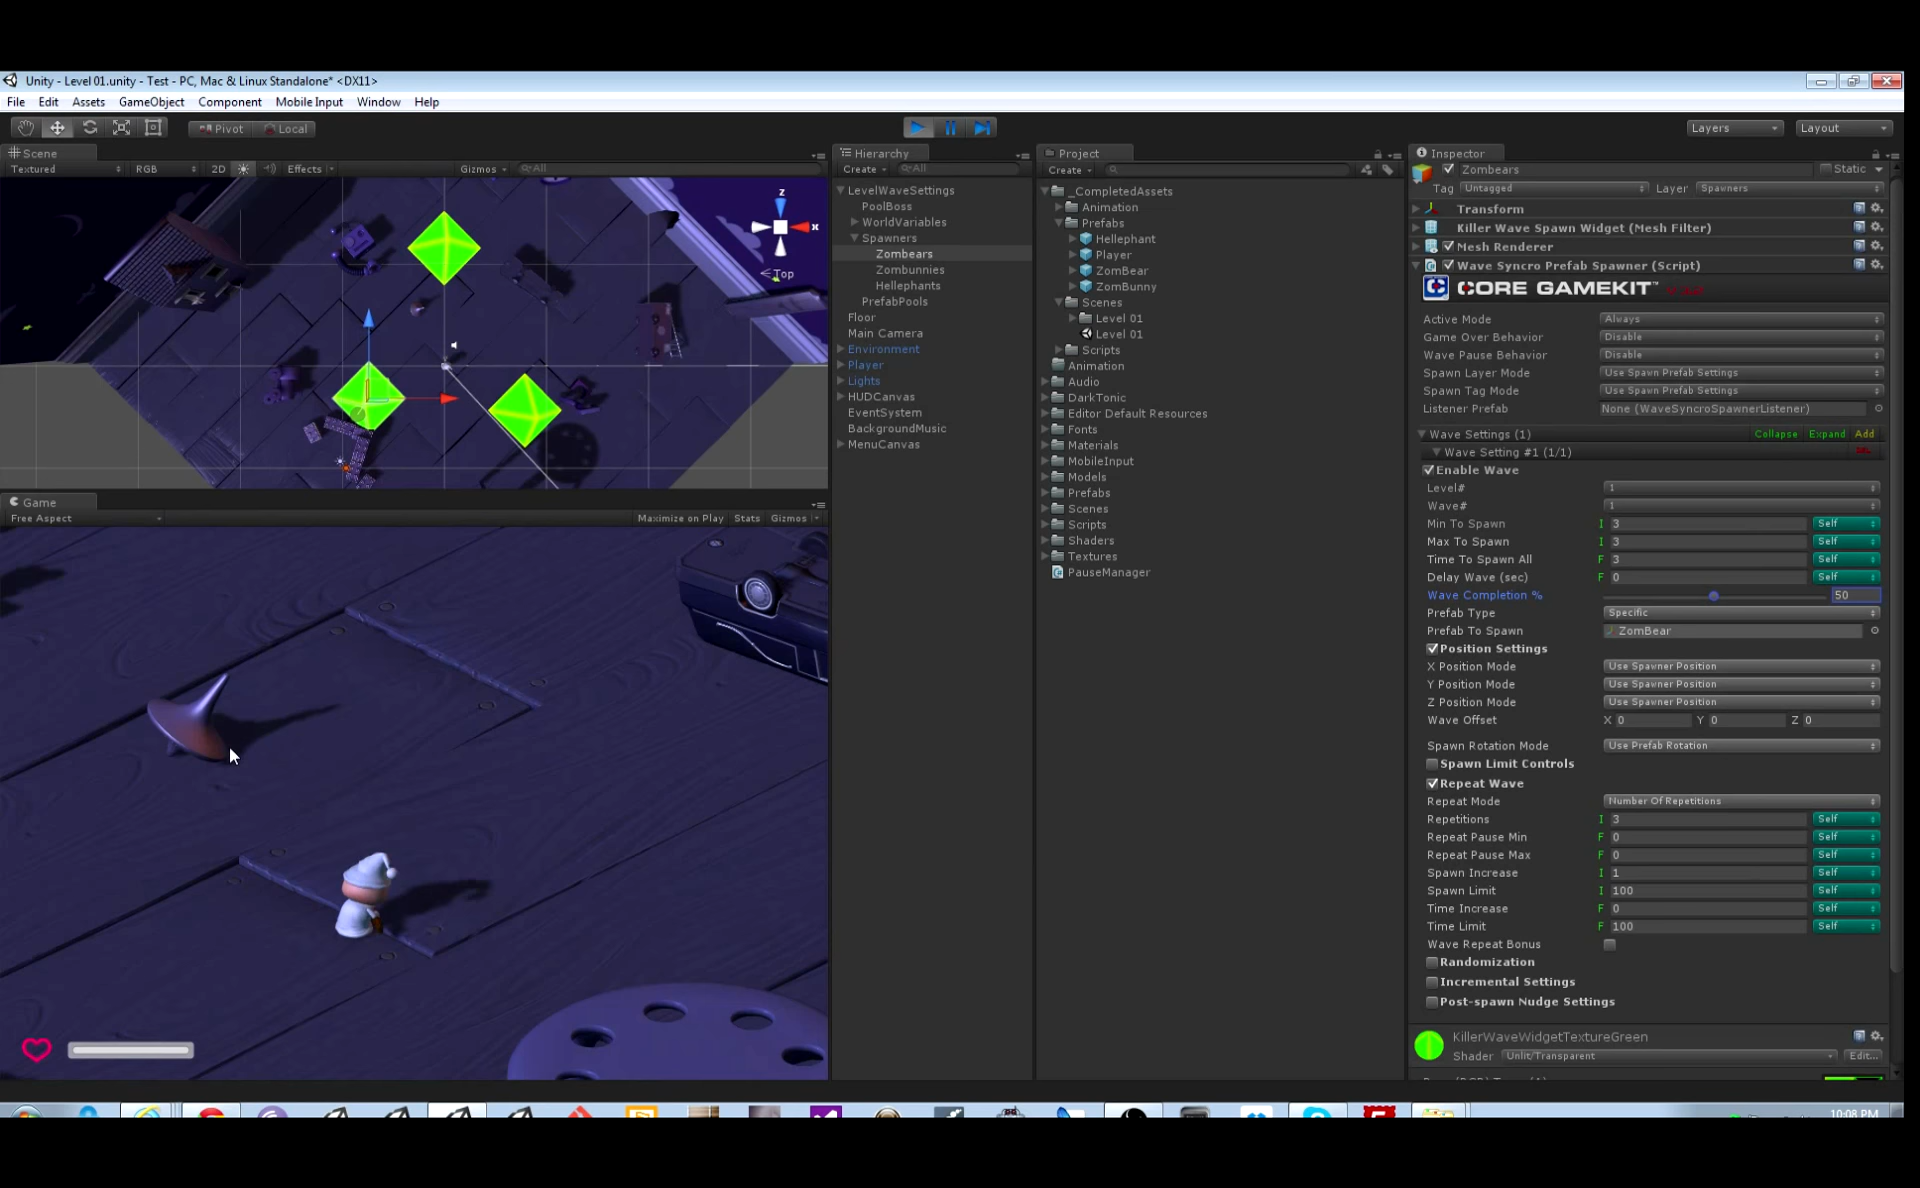 Unity - Level 01.unity - Test - PC, Mac & Linux Standalone* <DX11>
File Edit Assets GameObject Component Mobile Input Window Help
Pivot Local Layers Layout
Scene
Textured RGB 2D Effects Gizmos All
z
x
Top
Game
Free Aspect Maximize on Play Stats Gizmos
Hierarchy
Create All
LevelWaveSettings
PoolBoss
WorldVariables
Spawners
Zombears
Zombunnies
Hellephants
PrefabPools
Floor
Main Camera
Environment
Player
Lights
HUDCanvas
EventSystem
BackgroundMusic
MenuCanvas
Project
Create
_CompletedAssets
Animation
Prefabs
Hellephant
Player
ZomBear
ZomBunny
Scenes
Level 01
Level 01
Scripts
Animation
Audio
DarkTonic
Editor Default Resources
Fonts
Materials
MobileInput
Models
Prefabs
Scenes
Scripts
Shaders
Textures
PauseManager
Inspector
Zombears Static
Tag Untagged Layer Spawners
Transform
Killer Wave Spawn Widget (Mesh Filter)
Mesh Renderer
Wave Syncro Prefab Spawner (Script)
CORE GAMEKIT™
Active Mode Always
Game Over Behavior Disable
Wave Pause Behavior Disable
Spawn Layer Mode Use Spawn Prefab Settings
Spawn Tag Mode Use Spawn Prefab Settings
Listener Prefab None (WaveSyncroSpawnerListener)
Wave Settings (1) Collapse Expand Add
Wave Setting #1 (1/1)
Enable Wave
Level# 1
Wave# 1
Min To Spawn I 3 Self
Max To Spawn I 3 Self
Time To Spawn All F 3 Self
Delay Wave (sec) F 0 Self
Wave Completion % 50
Prefab Type Specific
Prefab To Spawn ZomBear
Position Settings
X Position Mode Use Spawner Position
Y Position Mode Use Spawner Position
Z Position Mode Use Spawner Position
Wave Offset X 0 Y 0 Z 0
Spawn Rotation Mode Use Prefab Rotation
Spawn Limit Controls
Repeat Wave
Repeat Mode Number Of Repetitions
Repetitions I 3 Self
Repeat Pause Min F 0 Self
Repeat Pause Max F 0 Self
Spawn Increase I 1 Self
Spawn Limit I 100 Self
Time Increase F 0 Self
Time Limit F 100 Self
Wave Repeat Bonus
Randomization
Incremental Settings
Post-spawn Nudge Settings
KillerWaveWidgetTextureGreen
Shader Unlit/Transparent Edit...
10:08 PM